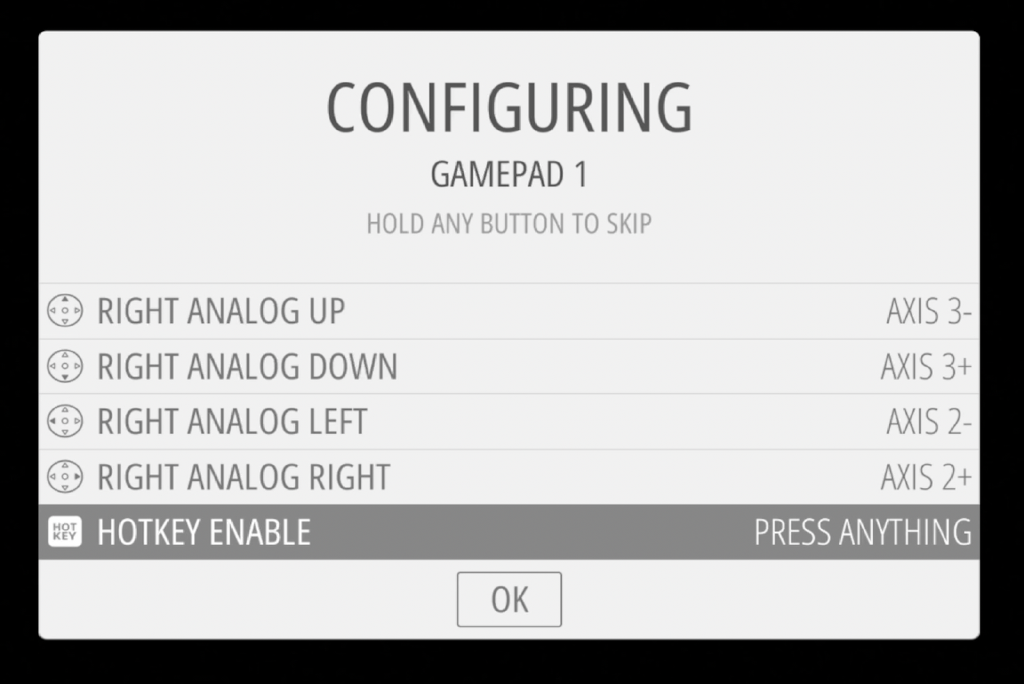 CONFIGURING
GAMEPAD 1
HOLD ANY BUTTON TO SKIP
RIGHT ANALOG UP AXIS 3-
RIGHT ANALOG DOWN AXIS 3+
RIGHT ANALOG LEFT AXIS 2-
RIGHT ANALOG RIGHT AXIS 2+
HOT KEY HOTKEY ENABLE PRESS ANYTHING
OK